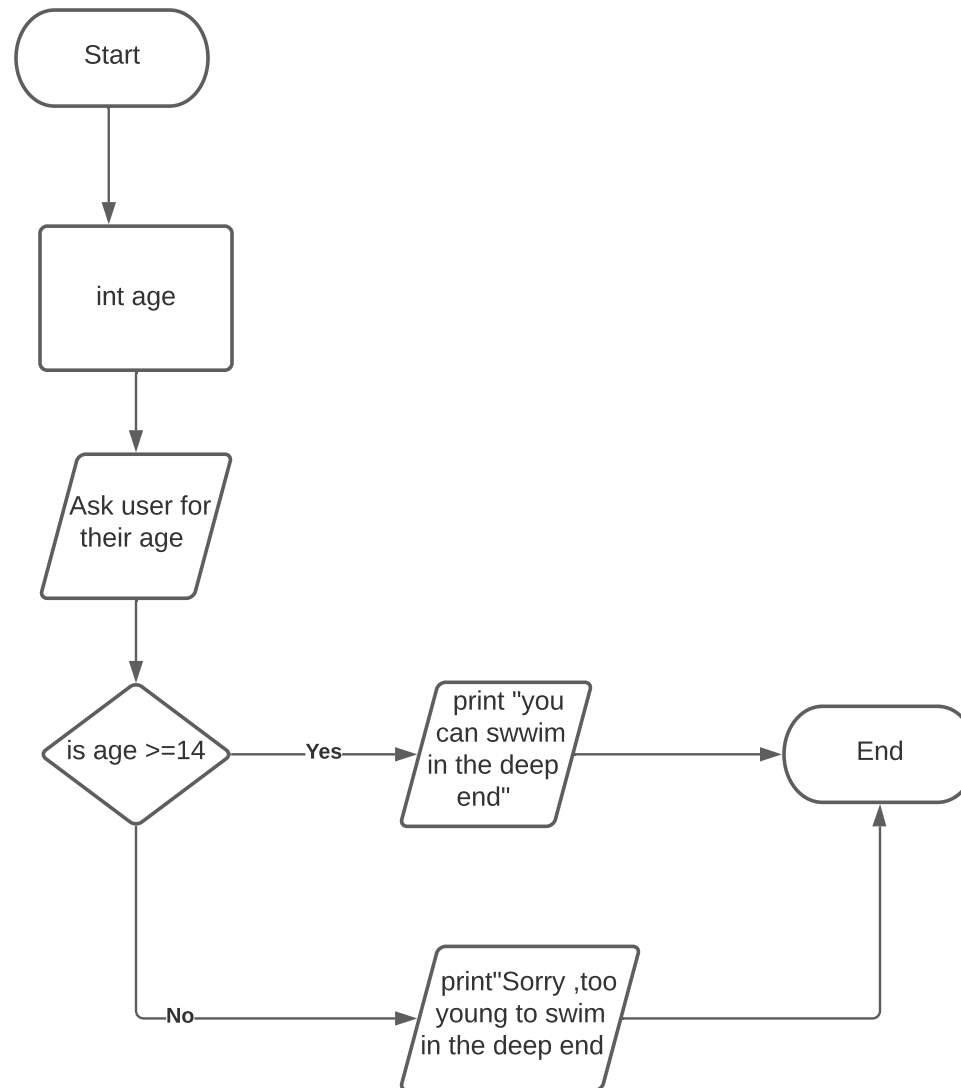 Start
int age
Ask user for
their age
is age >=14
Yes
print "you
can swwim
in the deep
end"
End
No
print"Sorry ,too
young to swim
in the deep end